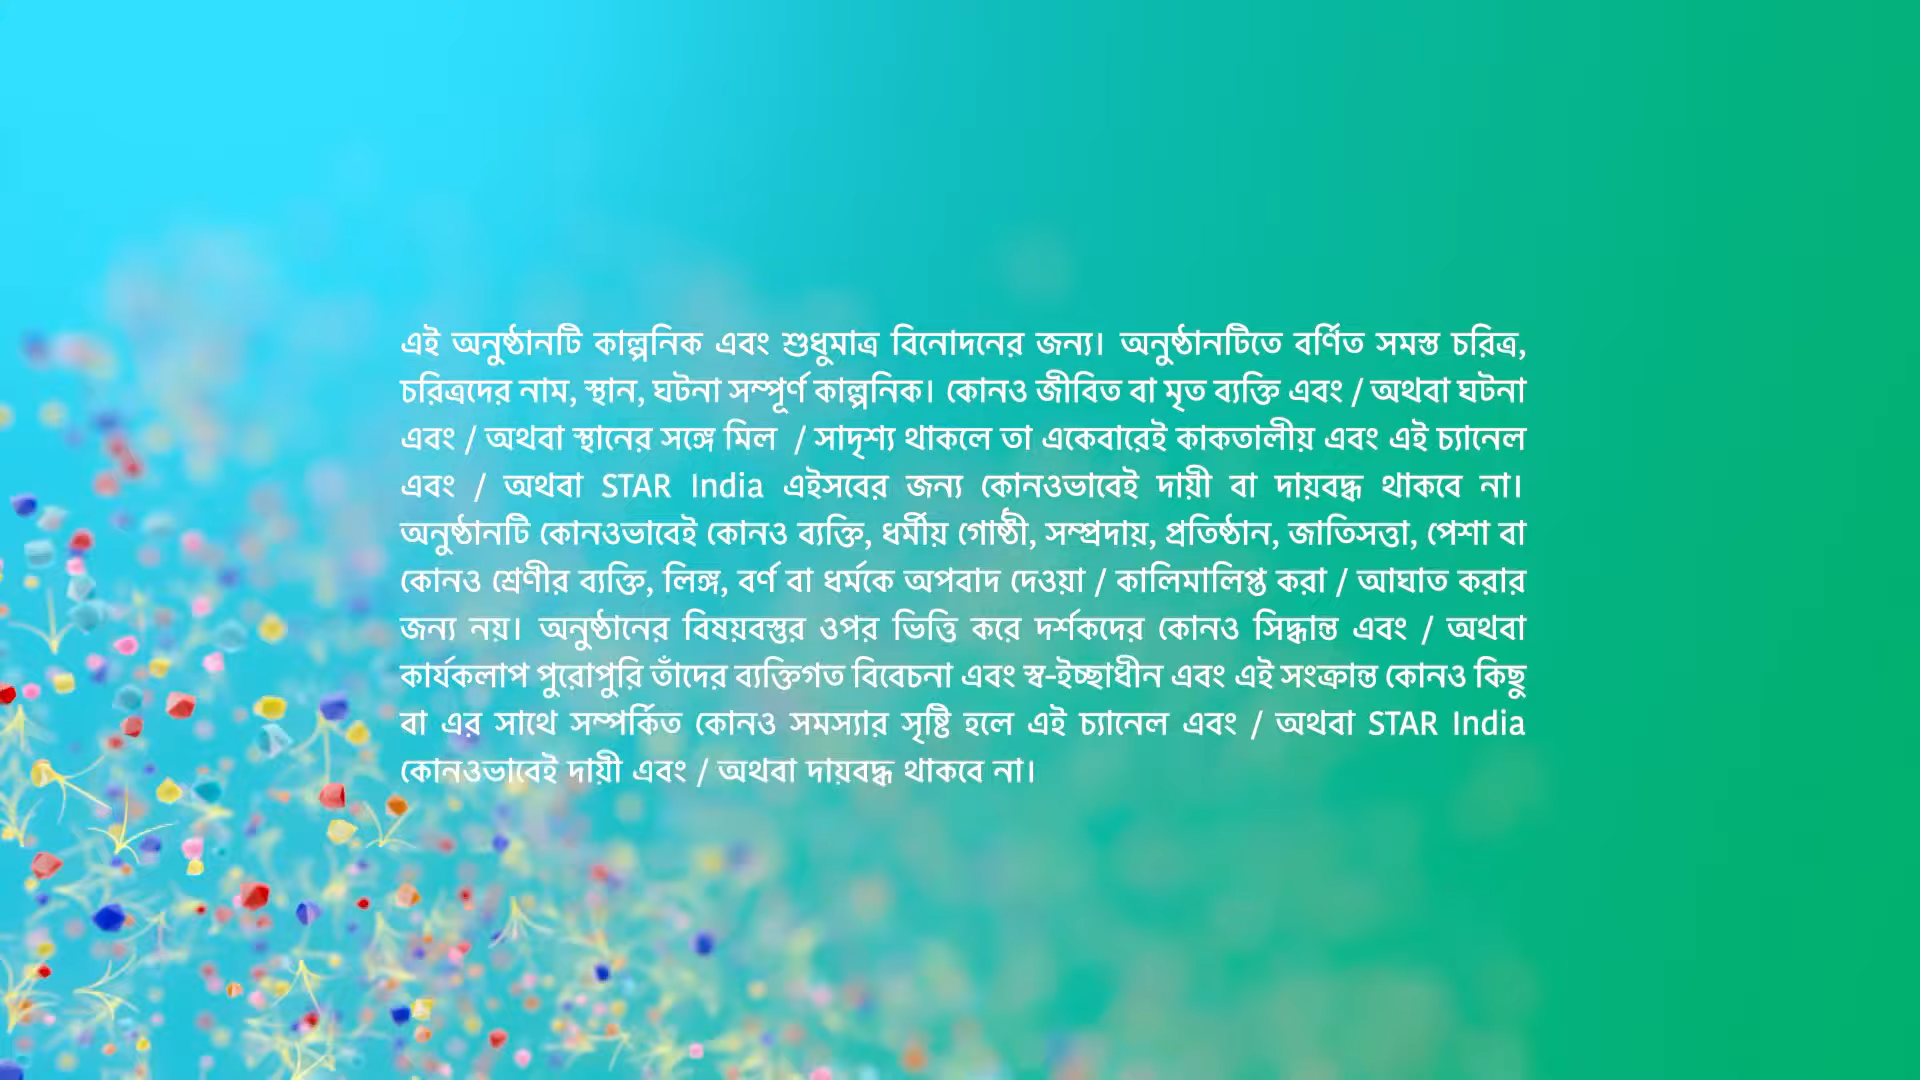 এই অনুষ্ঠানটি কাল্পনিক এবং শুধুমাত্র বিনোদনের জন্য। অনুষ্ঠানটিতে বর্ণিত সমস্ত চরিত্র,
চরিত্রদের নাম, স্থান, ঘটনা সম্পূর্ণ কাল্পনিক। কোনও জীবিত বা মৃত ব্যক্তি এবং / অথবা ঘটনা
এবং / অথবা স্থানের সঙ্গে মিল / সাদৃশ্য থাকলে তা একেবারেই কাকতালীয় এবং এই চ্যানেল
এবং / অথবা STAR India এইসবের জন্য কোনওভাবেই দায়ী বা দায়বদ্ধ থাকবে না।
অনুষ্ঠানটি কোনওভাবেই কোনও ব্যক্তি, ধর্মীয় গোষ্ঠী, সম্প্রদায়, প্রতিষ্ঠান, জাতিসত্তা, পেশা বা
কোনও শ্রেণীর ব্যক্তি, লিঙ্গ, বর্ণ বা ধর্মকে অপবাদ দেওয়া / কালিমালিপ্ত করা / আঘাত করার
জন্য নয়। অনুষ্ঠানের বিষয়বস্তুর ওপর ভিত্তি করে দর্শকদের কোনও সিদ্ধান্ত এবং / অথবা
কার্যকলাপ পুরোপুরি তাঁদের ব্যক্তিগত বিবেচনা এবং স্ব-ইচ্ছাধীন এবং এই সংক্রান্ত কোনও কিছু
বা এর সাথে সম্পর্কিত কোনও সমস্যার সৃষ্টি হলে এই চ্যানেল এবং / অথবা STAR India
কোনওভাবেই দায়ী এবং / অথবা দায়বদ্ধ থাকবে না।